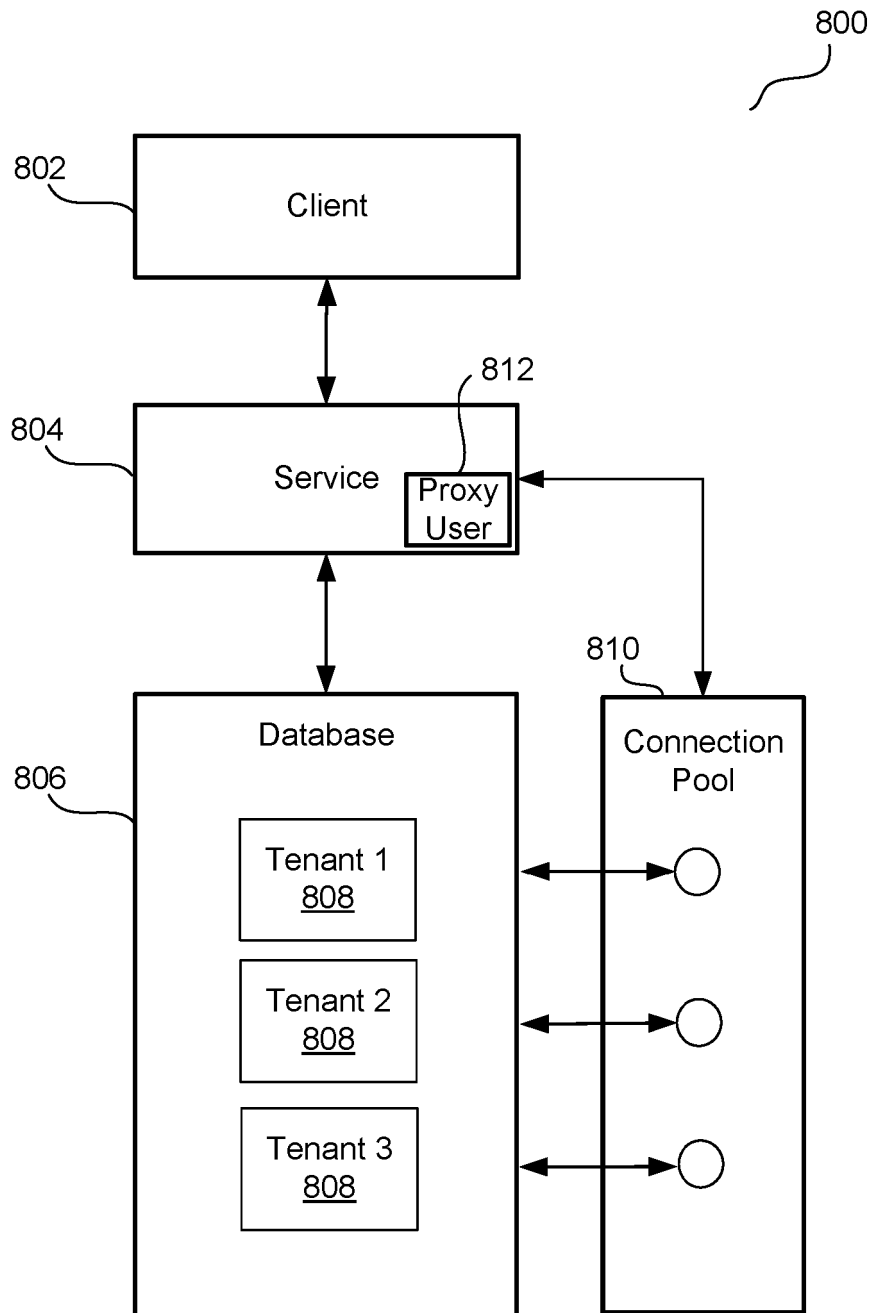 800
802
Client
812
804
Service
Proxy
User
810
Database
Connection
Pool
806
Tenant 1
808
Tenant 2
808
Tenant 3
808